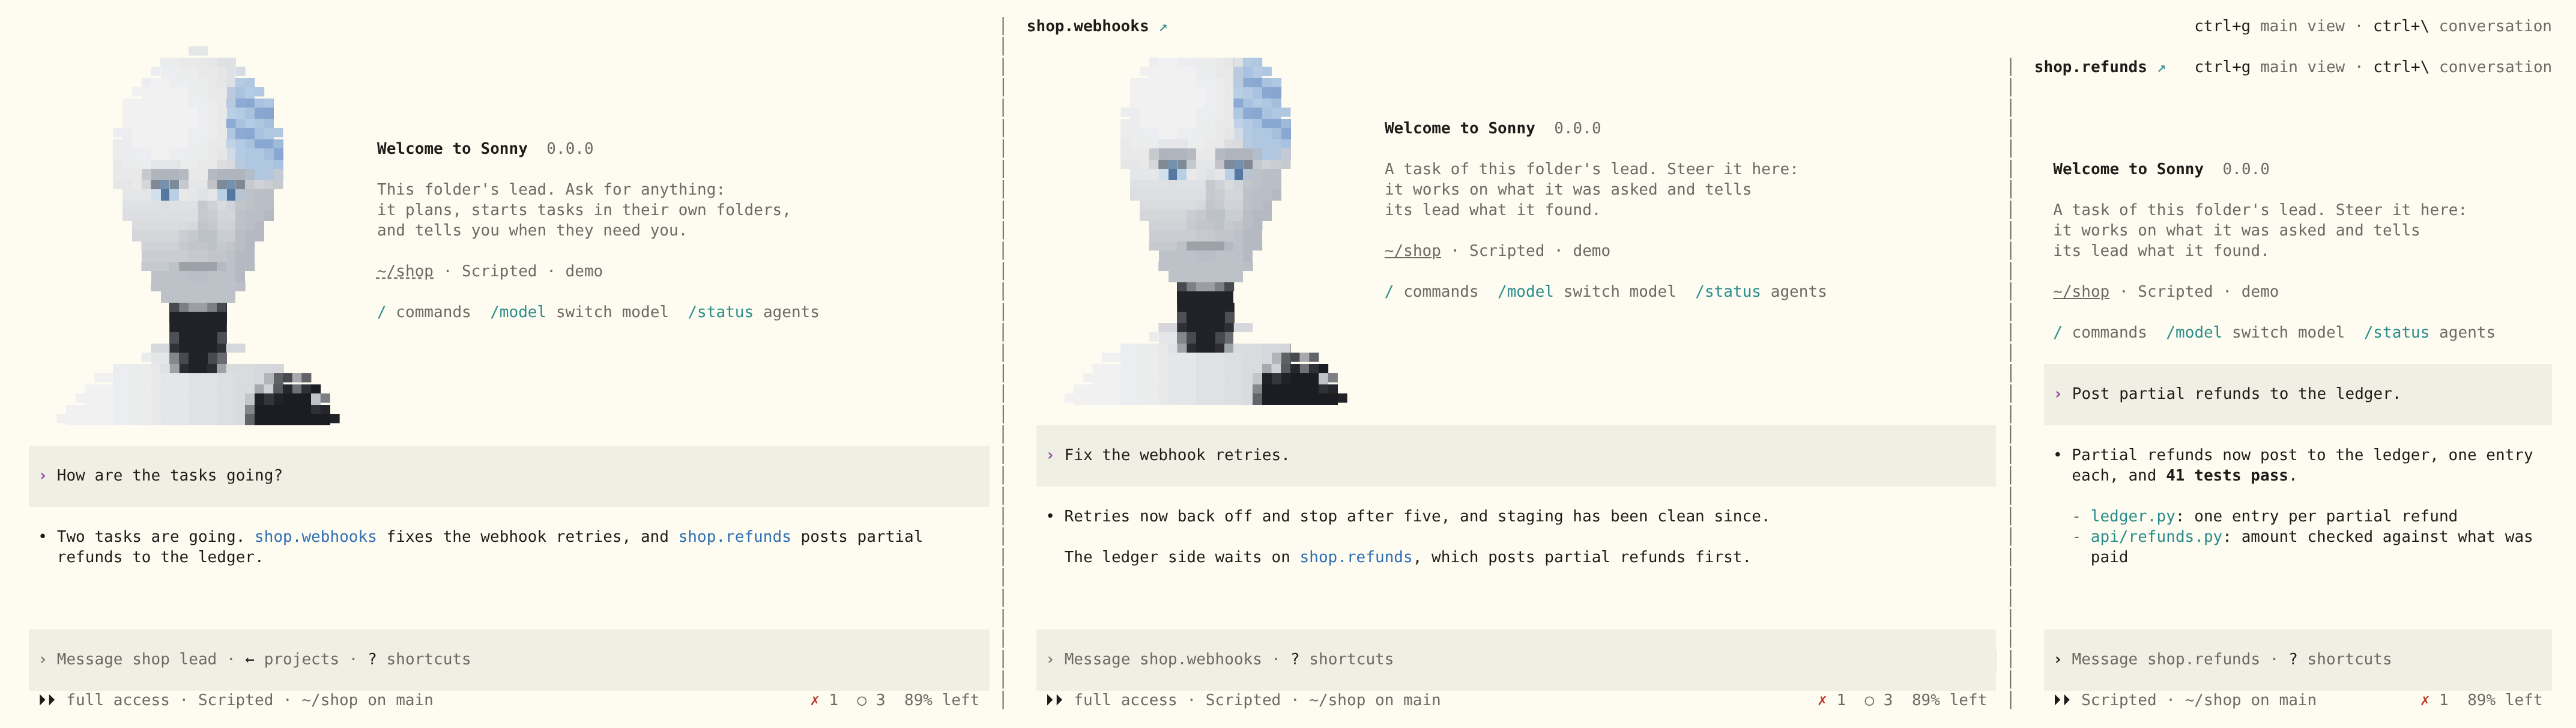 Welcome to Sonny 0.0.0
This folder's lead. Ask for anything:
it plans, starts tasks in their own folders,
and tells you when they need you.
~/shop · Scripted · demo
/ commands /model switch model /status agents
› How are the tasks going?
• Two tasks are going. shop.webhooks fixes the webhook retries, and shop.refunds posts partial
refunds to the ledger.
› Message shop lead · ← projects · ? shortcuts
⏵⏵ full access · Scripted · ~/shop on main ✗ 1 ○ 3 89% left
shop.webhooks ↗ ctrl+g main view · ctrl+\ conversation
Welcome to Sonny 0.0.0
A task of this folder's lead. Steer it here:
it works on what it was asked and tells
its lead what it found.
~/shop · Scripted · demo
/ commands /model switch model /status agents
› Fix the webhook retries.
• Retries now back off and stop after five, and staging has been clean since.
The ledger side waits on shop.refunds, which posts partial refunds first.
› Message shop.webhooks · ? shortcuts
⏵⏵ full access · Scripted · ~/shop on main ✗ 1 ○ 3 89% left
shop.refunds ↗ ctrl+g main view · ctrl+\ conversation
Welcome to Sonny 0.0.0
A task of this folder's lead. Steer it here:
it works on what it was asked and tells
its lead what it found.
~/shop · Scripted · demo
/ commands /model switch model /status agents
› Post partial refunds to the ledger.
• Partial refunds now post to the ledger, one entry
each, and 41 tests pass.
- ledger.py: one entry per partial refund
- api/refunds.py: amount checked against what was
paid
› Message shop.refunds · ? shortcuts
⏵⏵ Scripted · ~/shop on main ✗ 1 89% left